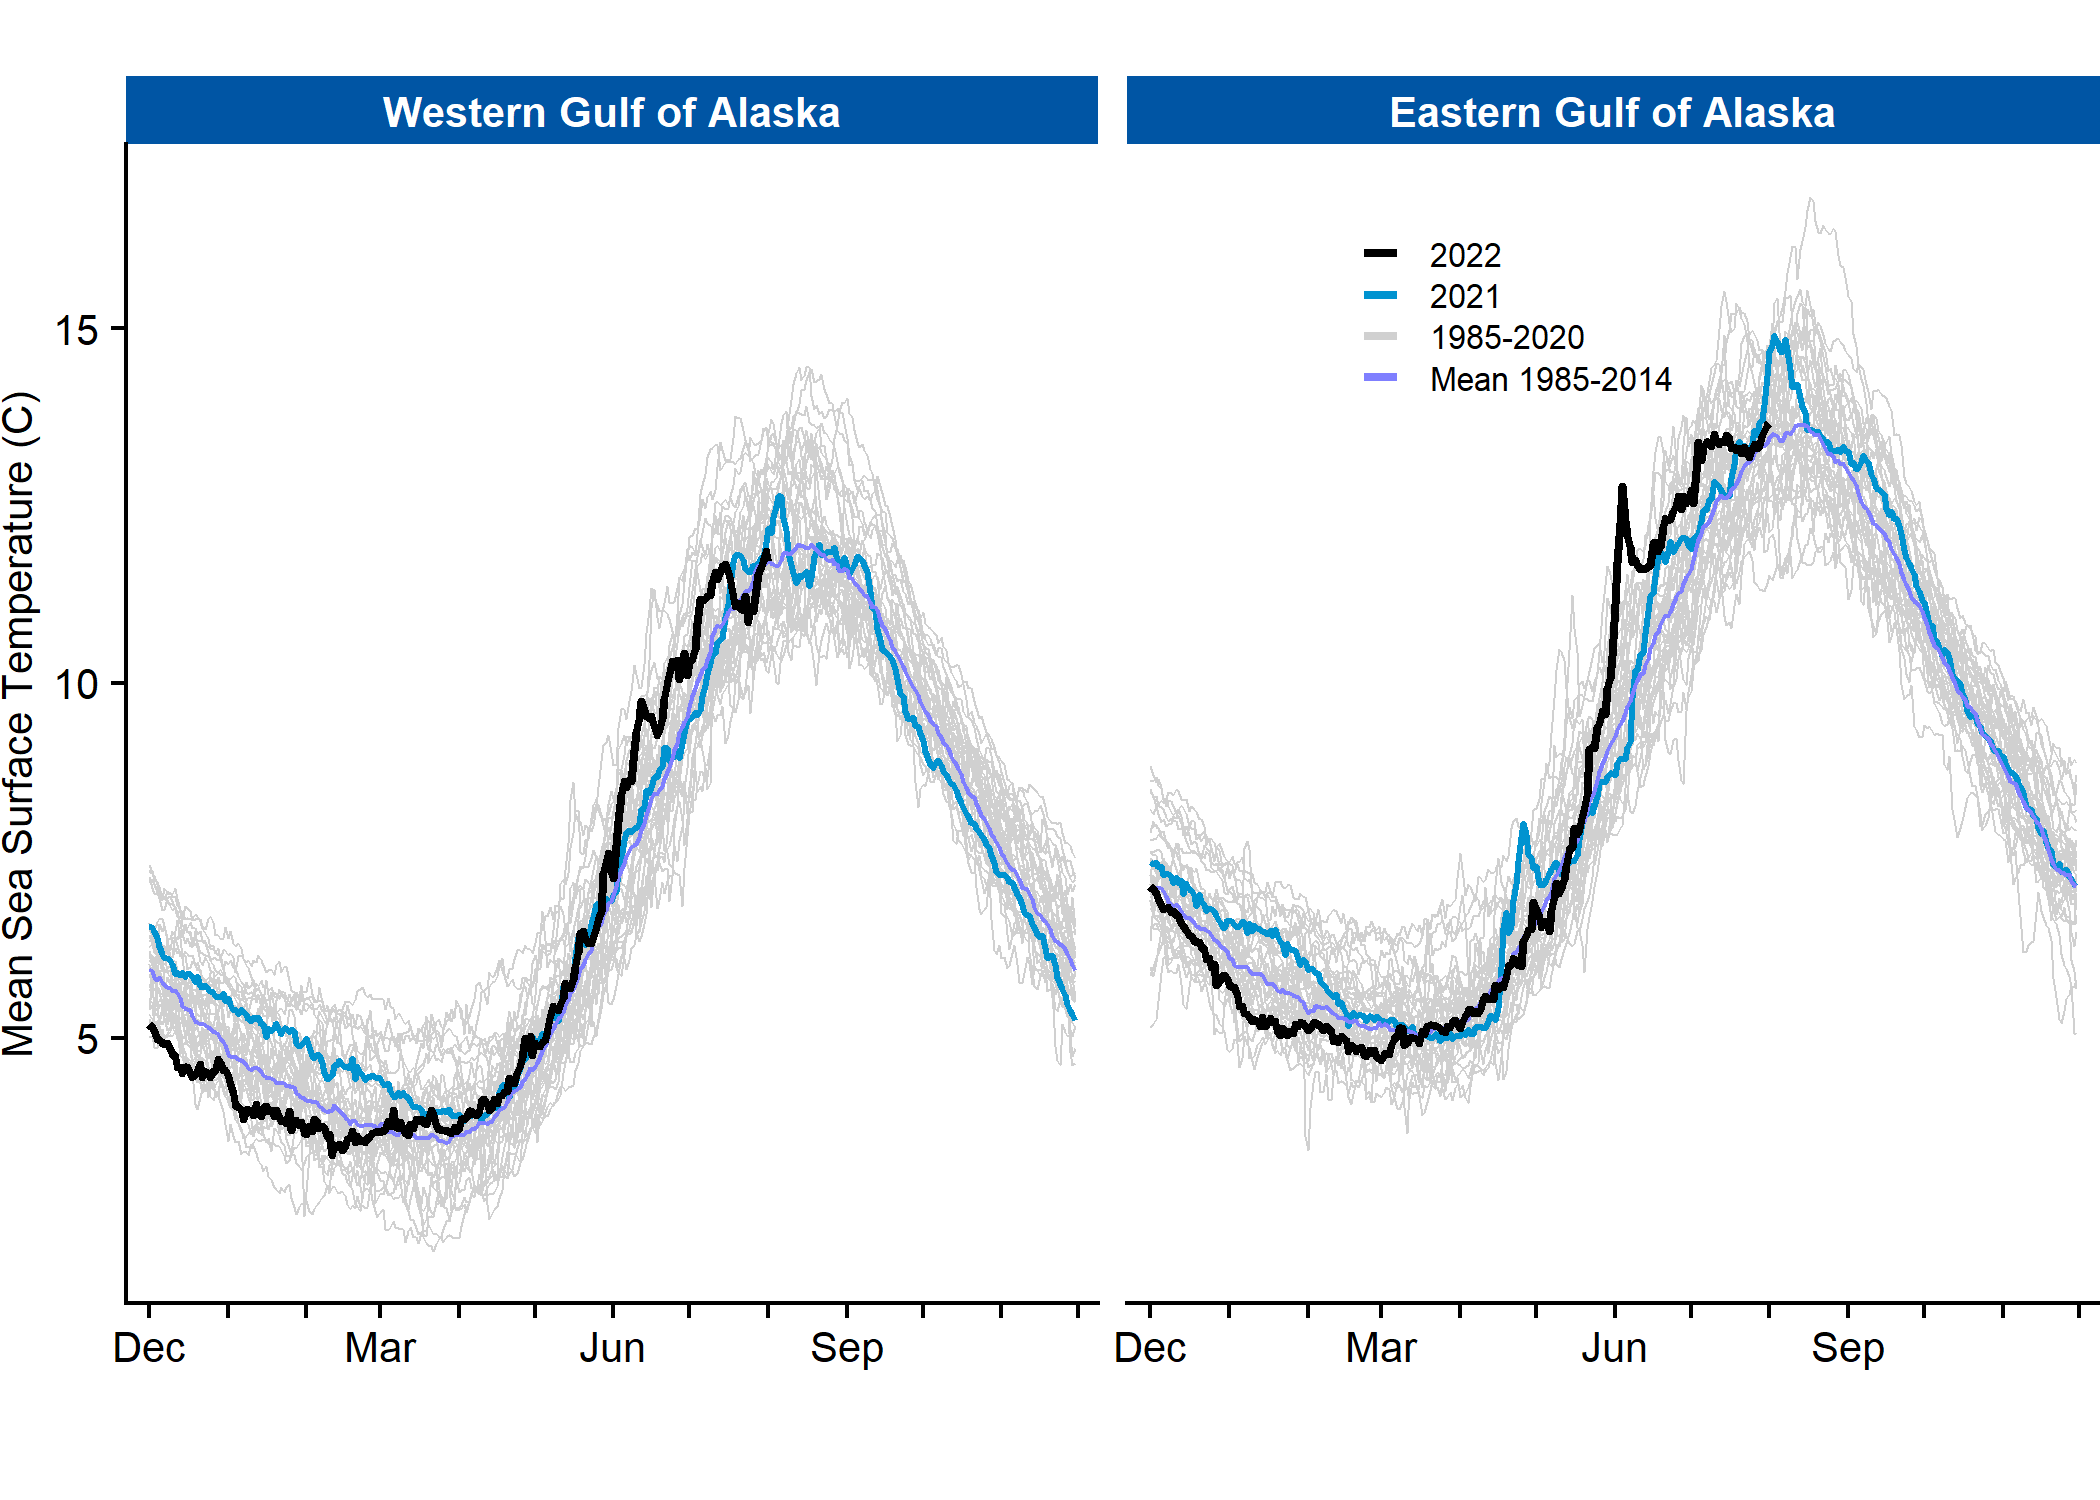 Western Gulf of Alaska
Eastern Gulf of Alaska
Mean Sea Surface Temperature (C)
15
10
5
2022
2021
1985-2020
Mean 1985-2014
Dec Mar Jun Sep
Dec Mar Jun Sep